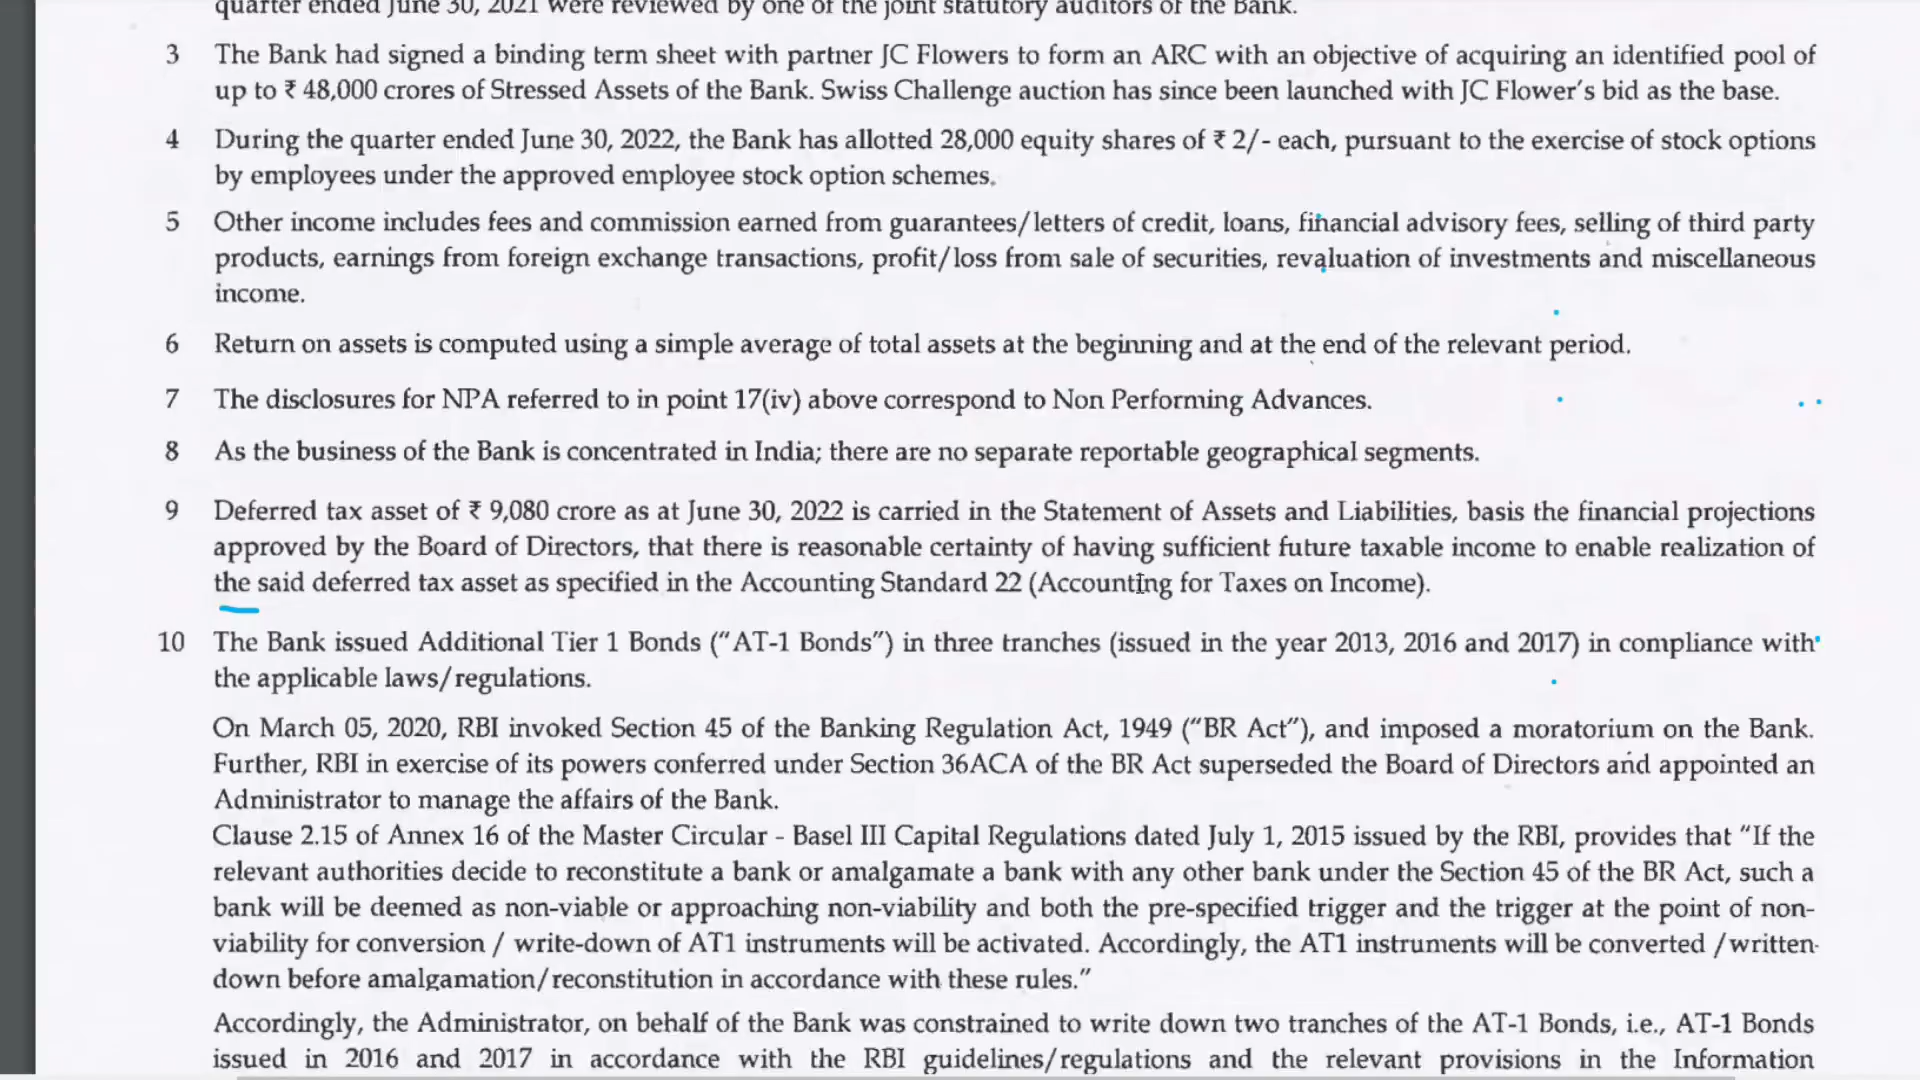 quarter ended June 30, 2021 were reviewed by one of the joint statutory auditors of the Bank.
3 The Bank had signed a binding term sheet with partner JC Flowers to form an ARC with an objective of acquiring an identified pool of
up to ₹ 48,000 crores of Stressed Assets of the Bank. Swiss Challenge auction has since been launched with JC Flower's bid as the base.
4 During the quarter ended June 30, 2022, the Bank has allotted 28,000 equity shares of ₹ 2/- each, pursuant to the exercise of stock options
by employees under the approved employee stock option schemes.
5 Other income includes fees and commission earned from guarantees/letters of credit, loans, financial advisory fees, selling of third party
products, earnings from foreign exchange transactions, profit/loss from sale of securities, revaluation of investments and miscellaneous
income.
6 Return on assets is computed using a simple average of total assets at the beginning and at the end of the relevant period.
7 The disclosures for NPA referred to in point 17(iv) above correspond to Non Performing Advances.
8 As the business of the Bank is concentrated in India; there are no separate reportable geographical segments.
9 Deferred tax asset of ₹ 9,080 crore as at June 30, 2022 is carried in the Statement of Assets and Liabilities, basis the financial projections
approved by the Board of Directors, that there is reasonable certainty of having sufficient future taxable income to enable realization of
the said deferred tax asset as specified in the Accounting Standard 22 (Accounting for Taxes on Income).
10 The Bank issued Additional Tier 1 Bonds ("AT-1 Bonds") in three tranches (issued in the year 2013, 2016 and 2017) in compliance with
the applicable laws/regulations.
On March 05, 2020, RBI invoked Section 45 of the Banking Regulation Act, 1949 ("BR Act"), and imposed a moratorium on the Bank.
Further, RBI in exercise of its powers conferred under Section 36ACA of the BR Act superseded the Board of Directors and appointed an
Administrator to manage the affairs of the Bank.
Clause 2.15 of Annex 16 of the Master Circular - Basel III Capital Regulations dated July 1, 2015 issued by the RBI, provides that "If the
relevant authorities decide to reconstitute a bank or amalgamate a bank with any other bank under the Section 45 of the BR Act, such a
bank will be deemed as non-viable or approaching non-viability and both the pre-specified trigger and the trigger at the point of non-
viability for conversion / write-down of AT1 instruments will be activated. Accordingly, the AT1 instruments will be converted /written-
down before amalgamation/reconstitution in accordance with these rules."
Accordingly, the Administrator, on behalf of the Bank was constrained to write down two tranches of the AT-1 Bonds, i.e., AT-1 Bonds
issued in 2016 and 2017 in accordance with the RBI guidelines/regulations and the relevant provisions in the Information